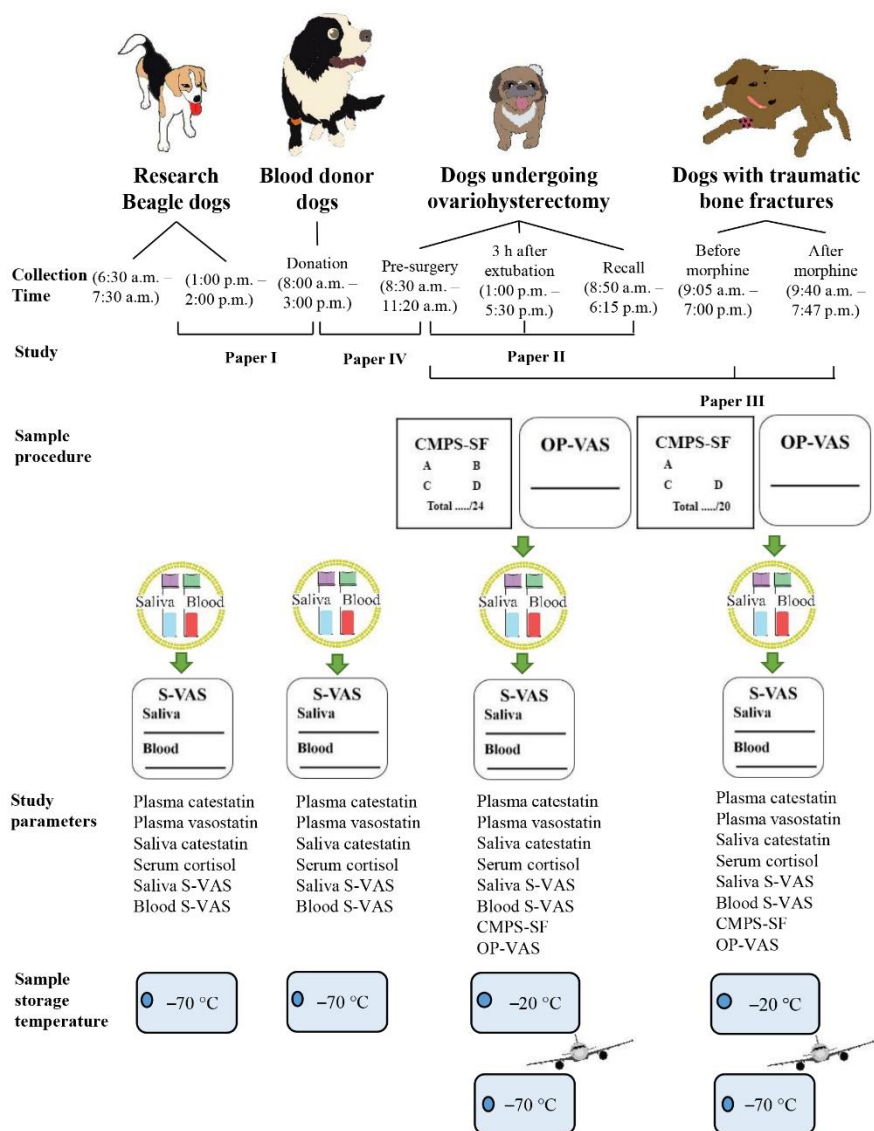 Research
Beagle dogs
Blood donor
dogs
Dogs undergoing
ovariohysterectomy
Dogs with traumatic
bone fractures
Collection
Time
(6:30 a.m. –
7:30 a.m.)
(1:00 p.m. –
2:00 p.m.)
Donation
(8:00 a.m. –
3:00 p.m.)
Pre-surgery
(8:30 a.m. –
11:20 a.m.)
3 h after
extubation
(1:00 p.m. –
5:30 p.m.)
Recall
(8:50 a.m. –
6:15 p.m.)
Before
morphine
(9:05 a.m. –
7:00 p.m.)
After
morphine
(9:40 a.m. –
7:47 p.m.)
Study
Paper I
Paper IV
Paper II
Paper III
Sample
procedure
CMPS-SF
A B
C D
Total ...../24
OP-VAS
CMPS-SF
A
C D
Total ...../20
OP-VAS
Saliva Blood
Saliva Blood
Saliva Blood
Saliva Blood
S-VAS
Saliva
Blood
S-VAS
Saliva
Blood
S-VAS
Saliva
Blood
S-VAS
Saliva
Blood
Study
parameters
Plasma catestatin
Plasma vasostatin
Saliva catestatin
Serum cortisol
Saliva S-VAS
Blood S-VAS
Plasma catestatin
Plasma vasostatin
Saliva catestatin
Serum cortisol
Saliva S-VAS
Blood S-VAS
Plasma catestatin
Plasma vasostatin
Saliva catestatin
Serum cortisol
Saliva S-VAS
Blood S-VAS
CMPS-SF
OP-VAS
Plasma catestatin
Plasma vasostatin
Saliva catestatin
Serum cortisol
Saliva S-VAS
Blood S-VAS
CMPS-SF
OP-VAS
Sample
storage
temperature
–70 °C
–70 °C
–20 °C
–20 °C
–70 °C
–70 °C